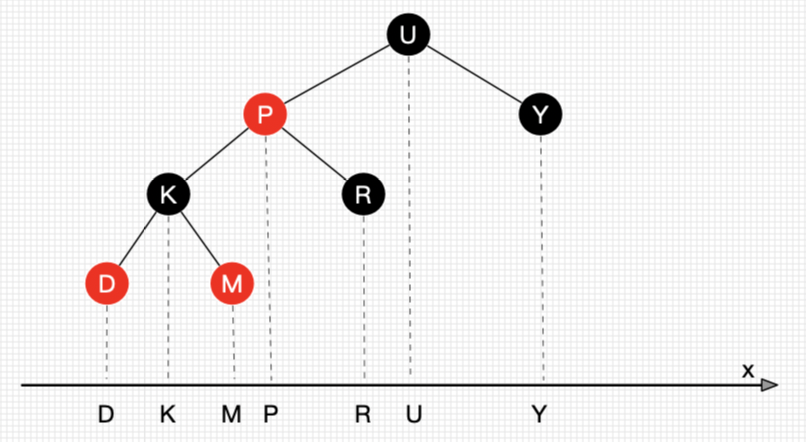 U
P Y
K R
D M
x
D K M P R U Y